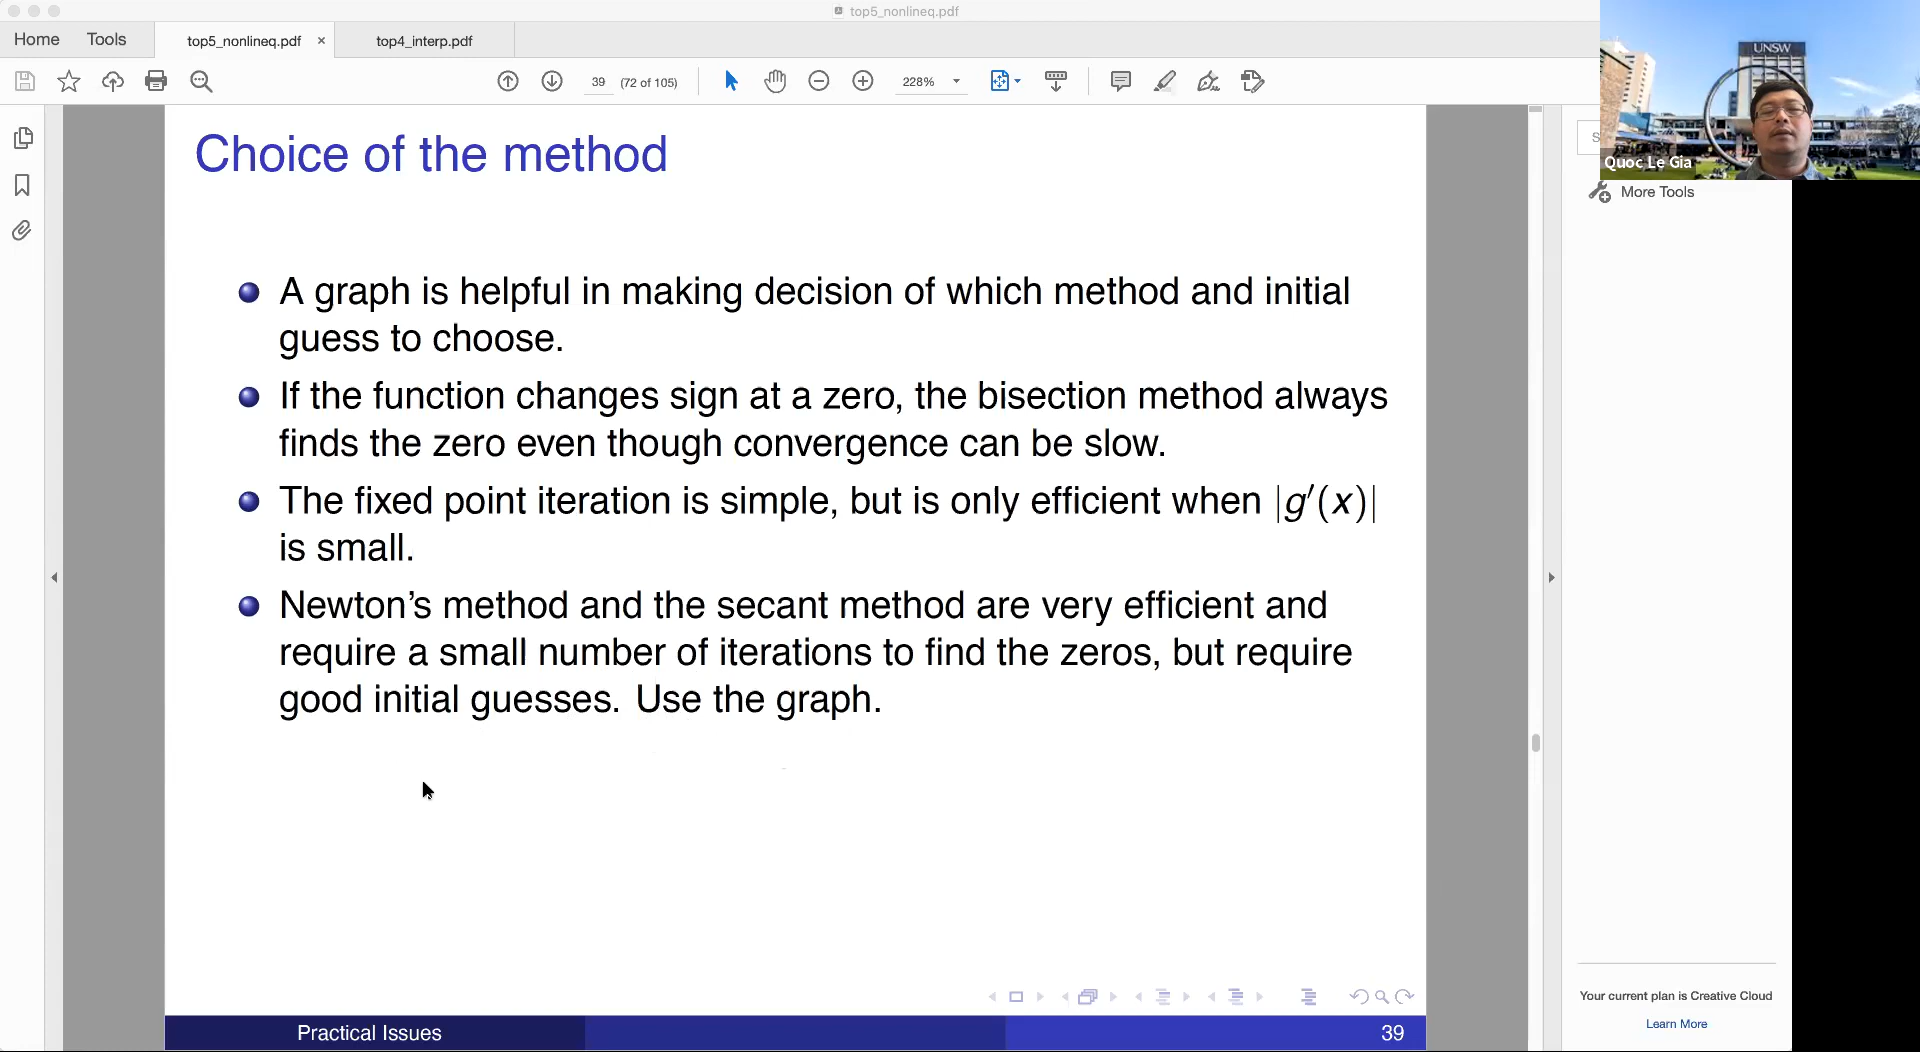 top5_nonlineq.pdf
Home
Tools
top5_nonlineq.pdf ×
top4_interp.pdf
39
(72 of 105)
228%
UNSW
Quoc Le Gia
S
More Tools
Choice of the method
A graph is helpful in making decision of which method and initial
guess to choose.
If the function changes sign at a zero, the bisection method always
finds the zero even though convergence can be slow.
The fixed point iteration is simple, but is only efficient when |g′(x)|
is small.
Newton's method and the secant method are very efficient and
require a small number of iterations to find the zeros, but require
good initial guesses. Use the graph.
Your current plan is Creative Cloud
Learn More
Practical Issues
39